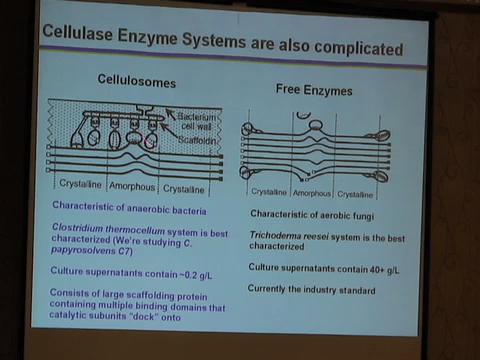 Cellulase Enzyme Systems are also complicated
Cellulosomes
Bacterium
cell wall
Scaffoldin
Crystalline Amorphous Crystalline
Characteristic of anaerobic bacteria
Clostridium thermocellum system is best
characterized (We're studying C.
papyrosolvens C7)
Culture supernatants contain ~0.2 g/L
Consists of large scaffolding protein
containing multiple binding domains that
catalytic subunits "dock" onto
Free Enzymes
Crystalline Amorphous Crystalline
Characteristic of aerobic fungi
Trichoderma reesei system is the best
characterized
Culture supernatants contain 40+ g/L
Currently the industry standard